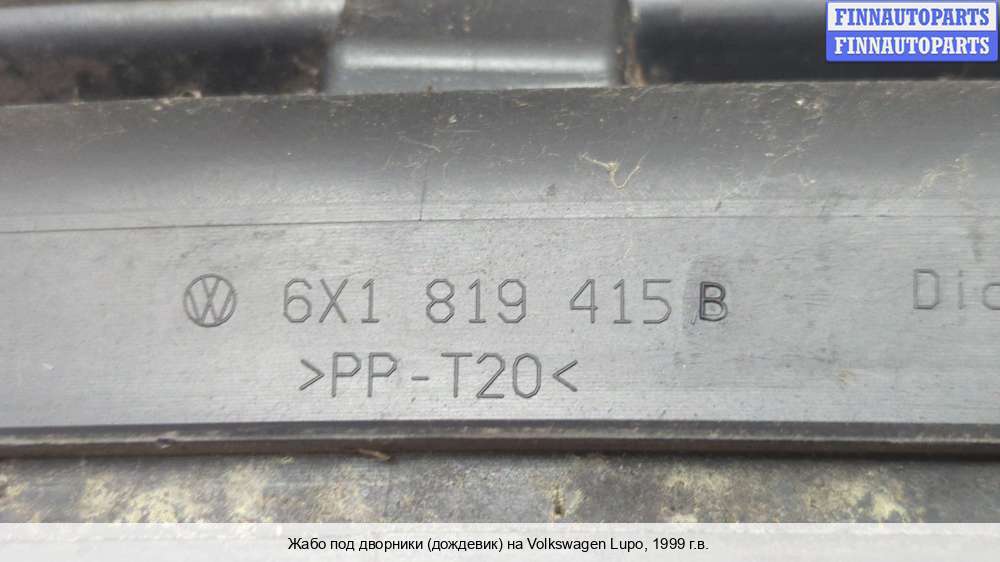 FINNAUTOPARTS
FINNAUTOPARTS
6X1 819 415 B
>PP-T20<
Жабо под дворники (дождевик) на Volkswagen Lupo, 1999 г.в.